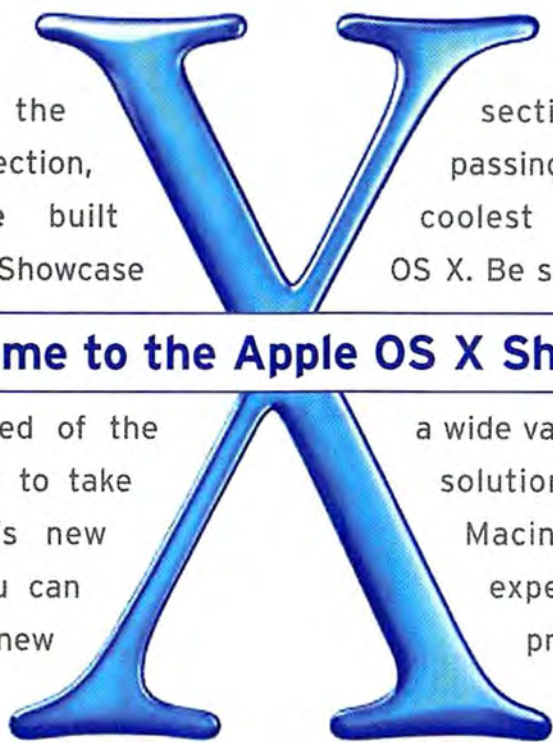 the secti
ection, passing
e built coolest
Showcase OS X. Be s
me to the Apple OS X Sh
ed of the a wide va
to take solution
s new Macin
u can expe
new pr